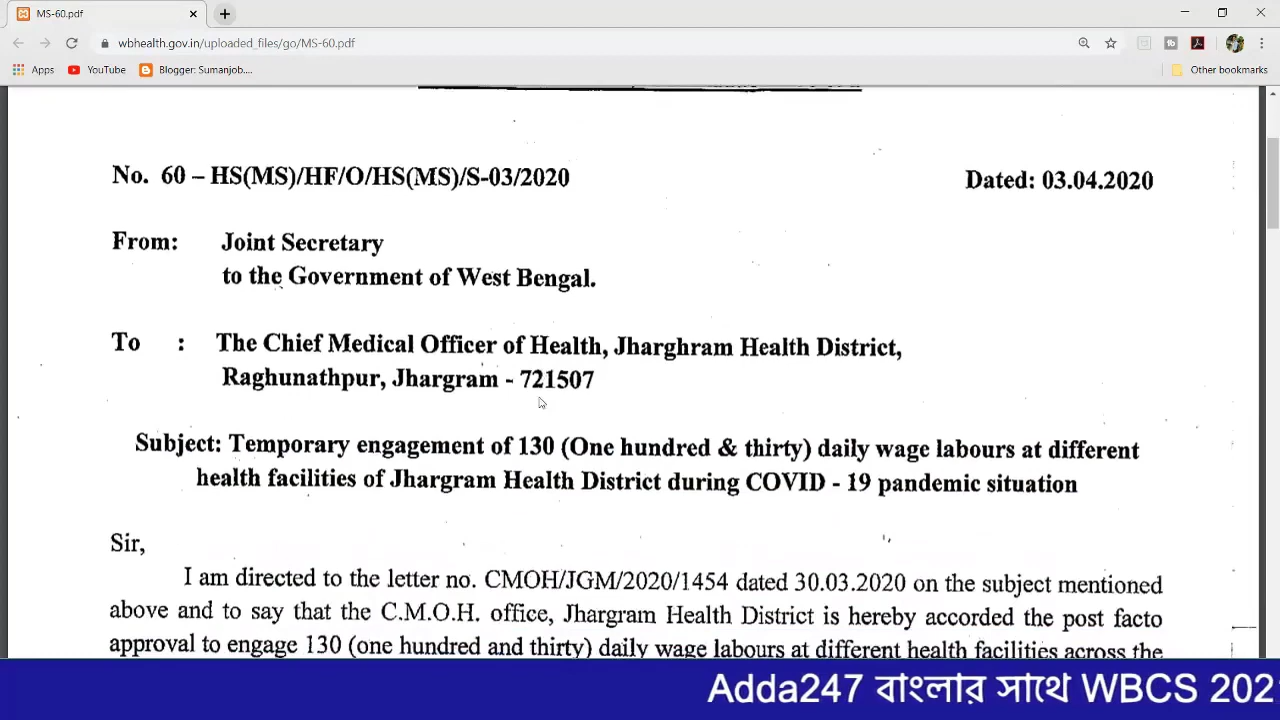 MS-60.pdf
wbhealth.gov.in/uploaded_files/go/MS-60.pdf
Apps YouTube Blogger: Sumanjob.... Other bookmarks
No. 60 – HS(MS)/HF/O/HS(MS)/S-03/2020 Dated: 03.04.2020
From: Joint Secretary
to the Government of West Bengal.
To : The Chief Medical Officer of Health, Jharghram Health District,
Raghunathpur, Jhargram - 721507
Subject: Temporary engagement of 130 (One hundred & thirty) daily wage labours at different
health facilities of Jhargram Health District during COVID - 19 pandemic situation
Sir,
I am directed to the letter no. CMOH/JGM/2020/1454 dated 30.03.2020 on the subject mentioned
above and to say that the C.M.O.H. office, Jhargram Health District is hereby accorded the post facto
approval to engage 130 (one hundred and thirty) daily wage labours at different health facilities across the
Adda247 বাংলার সাথে WBCS 202